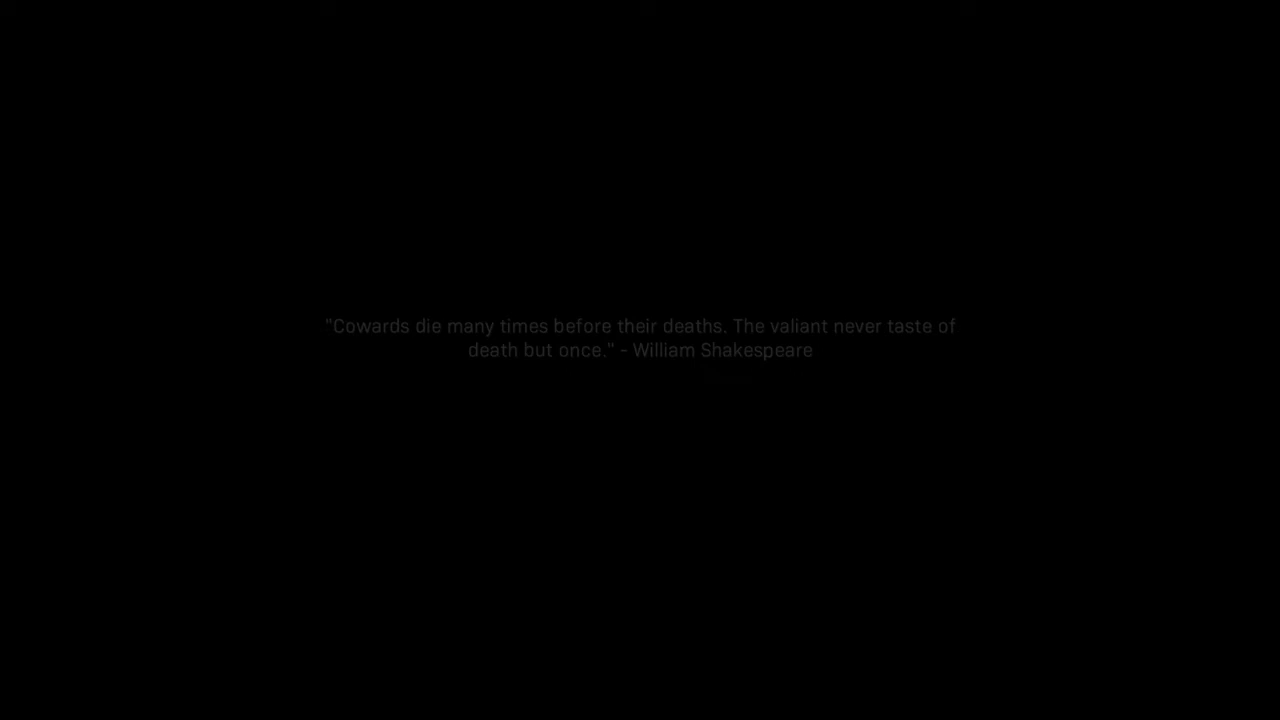 "Cowards die many times before their deaths. The valiant never taste of
death but once." - William Shakespeare